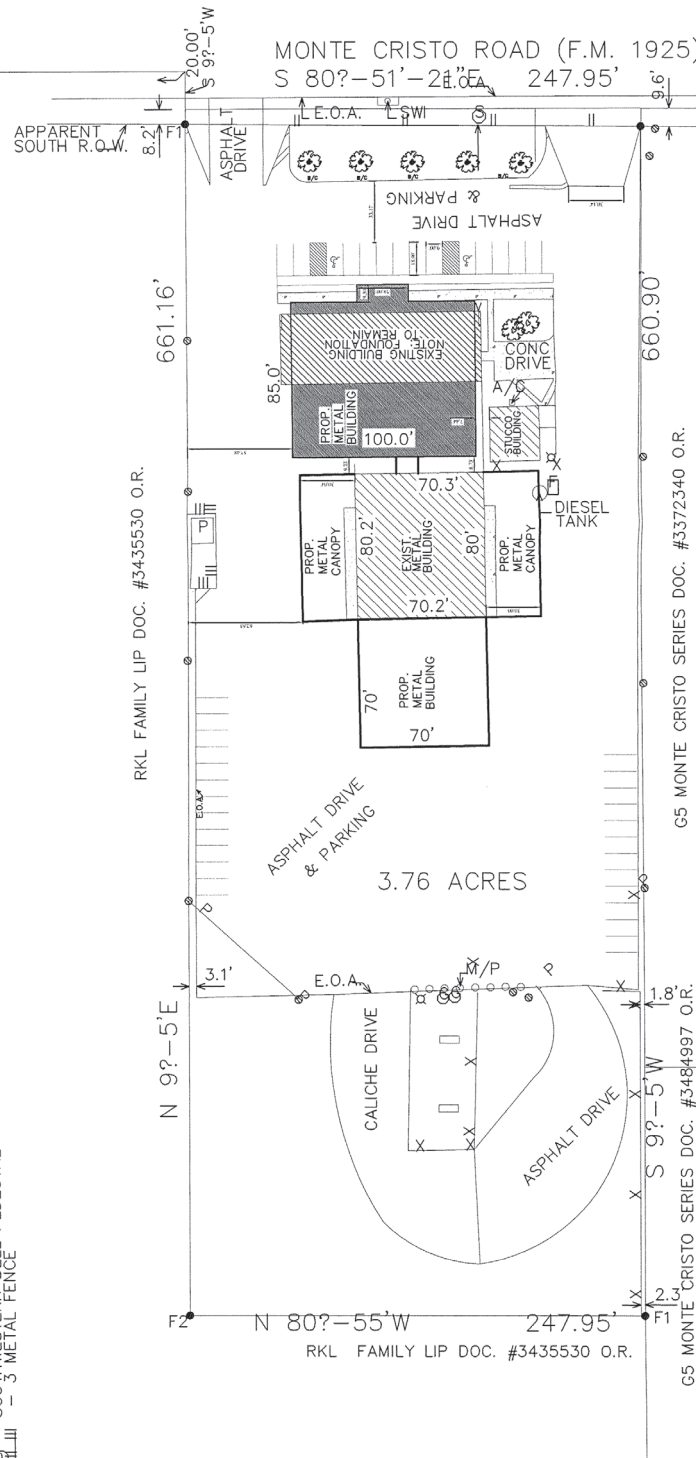 MONTE CRISTO ROAD (F.M. 1925)
20.00'
S 9?-5'W
S 80?-51'-21"E 247.95'
E.O.A.
9.6'
E.O.A.
SWI
S
APPARENT
SOUTH R.O.W.
8.2'
F1
ASPHALT
DRIVE
B/C
B/C
B/C
B/C
ASPHALT DRIVE
& PARKING
661.16'
660.90'
EXISTING BUILDING
NOTE: FOUNDATION
TO REMAIN
CONC
DRIVE
A/C
85.0'
PROP.
METAL
BUILDING
100.0'
STUCCO
BUILDING
70.3'
DIESEL
TANK
P
PROP.
METAL
CANOPY
80.2'
EXIST.
METAL
BUILDING
80'
PROP.
METAL
CANOPY
70.2'
RKL FAMILY LIP DOC. #3435530 O.R.
G5 MONTE CRISTO SERIES DOC. #3372340 O.R.
70'
PROP.
METAL
BUILDING
70'
E.O.A.
ASPHALT DRIVE
& PARKING
3.76 ACRES
P
3.1'
E.O.A.
M/P
P
1.8'
N 9?-5'E
CALICHE DRIVE
ASPHALT DRIVE
S 9?-5'W
G5 MONTE CRISTO SERIES DOC. #3484997 O.R.
2.3'
F2
N 80?-55'W 247.95'
F1
RKL FAMILY LIP DOC. #3435530 O.R.
- 3 METAL FENCE